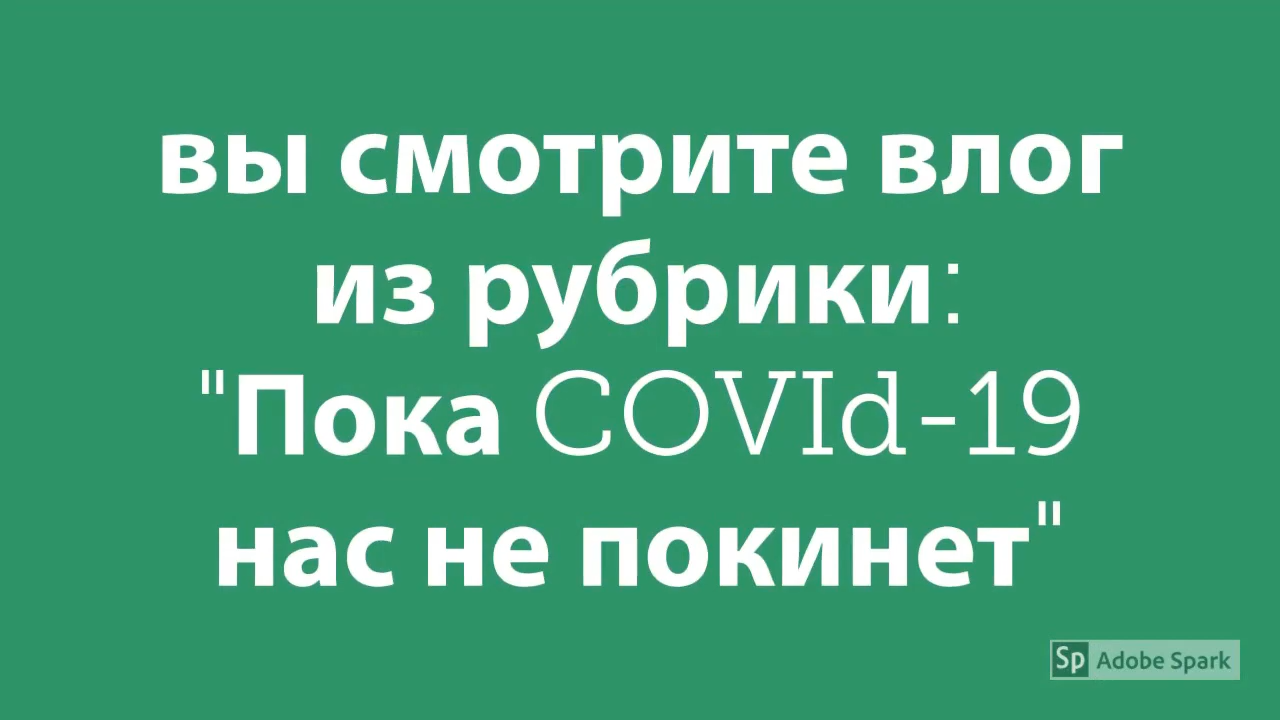 вы смотрите влог
из рубрики:
"Пока COVId-19
нас не покинет"
Sp Adobe Spark